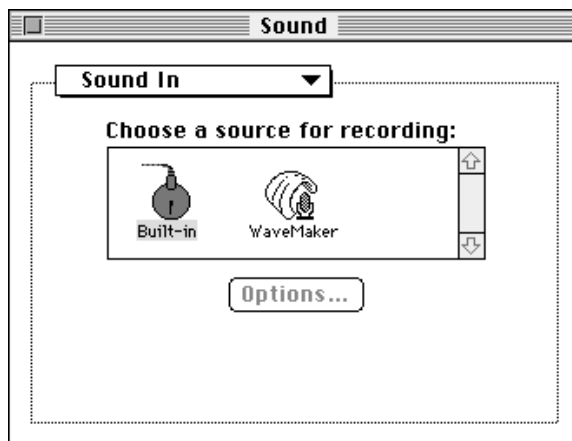 Sound
Sound In
Choose a source for recording:
Built-in WaveMaker
Options...